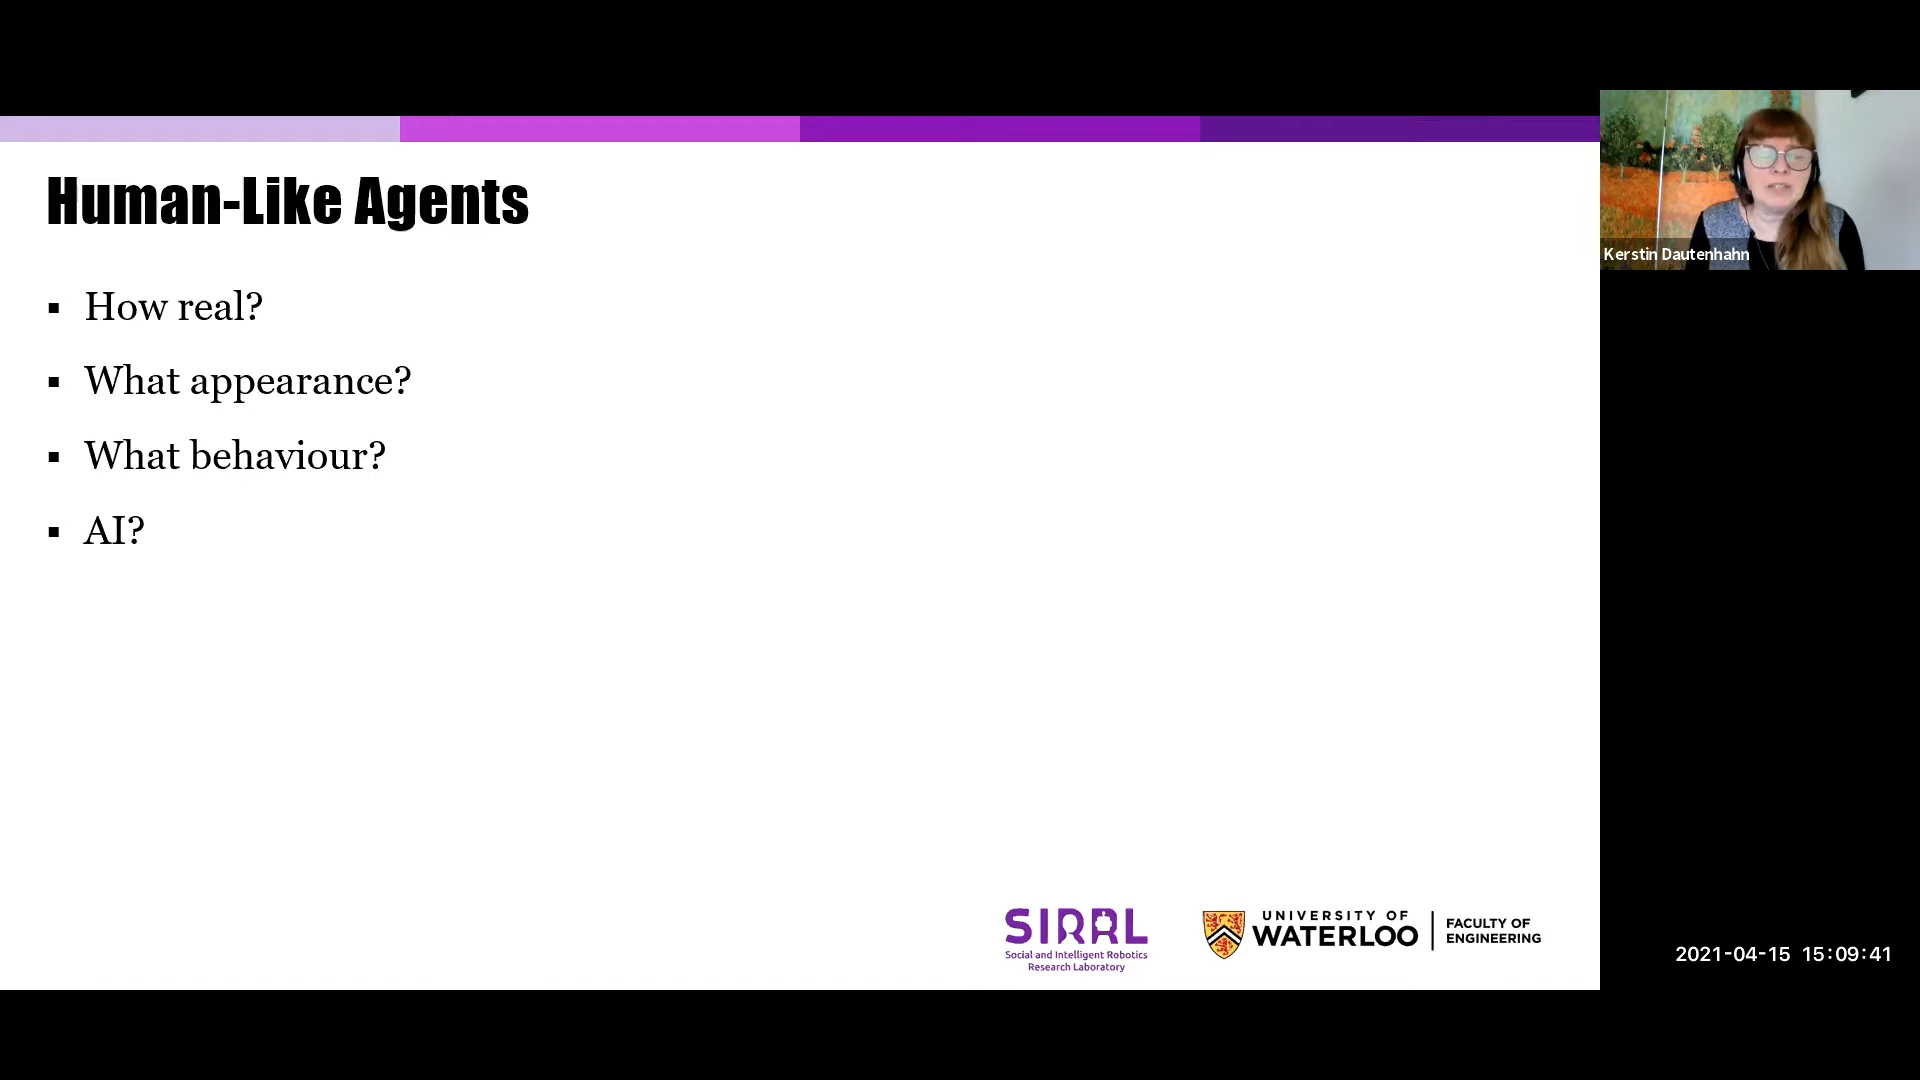 Human-Like Agents
▪ How real?
▪ What appearance?
▪ What behaviour?
▪ AI?
Kerstin Dautenhahn
SIRRL
Social and Intelligent Robotics
Research Laboratory
UNIVERSITY OF
WATERLOO
FACULTY OF
ENGINEERING
2021-04-15 15:09:41